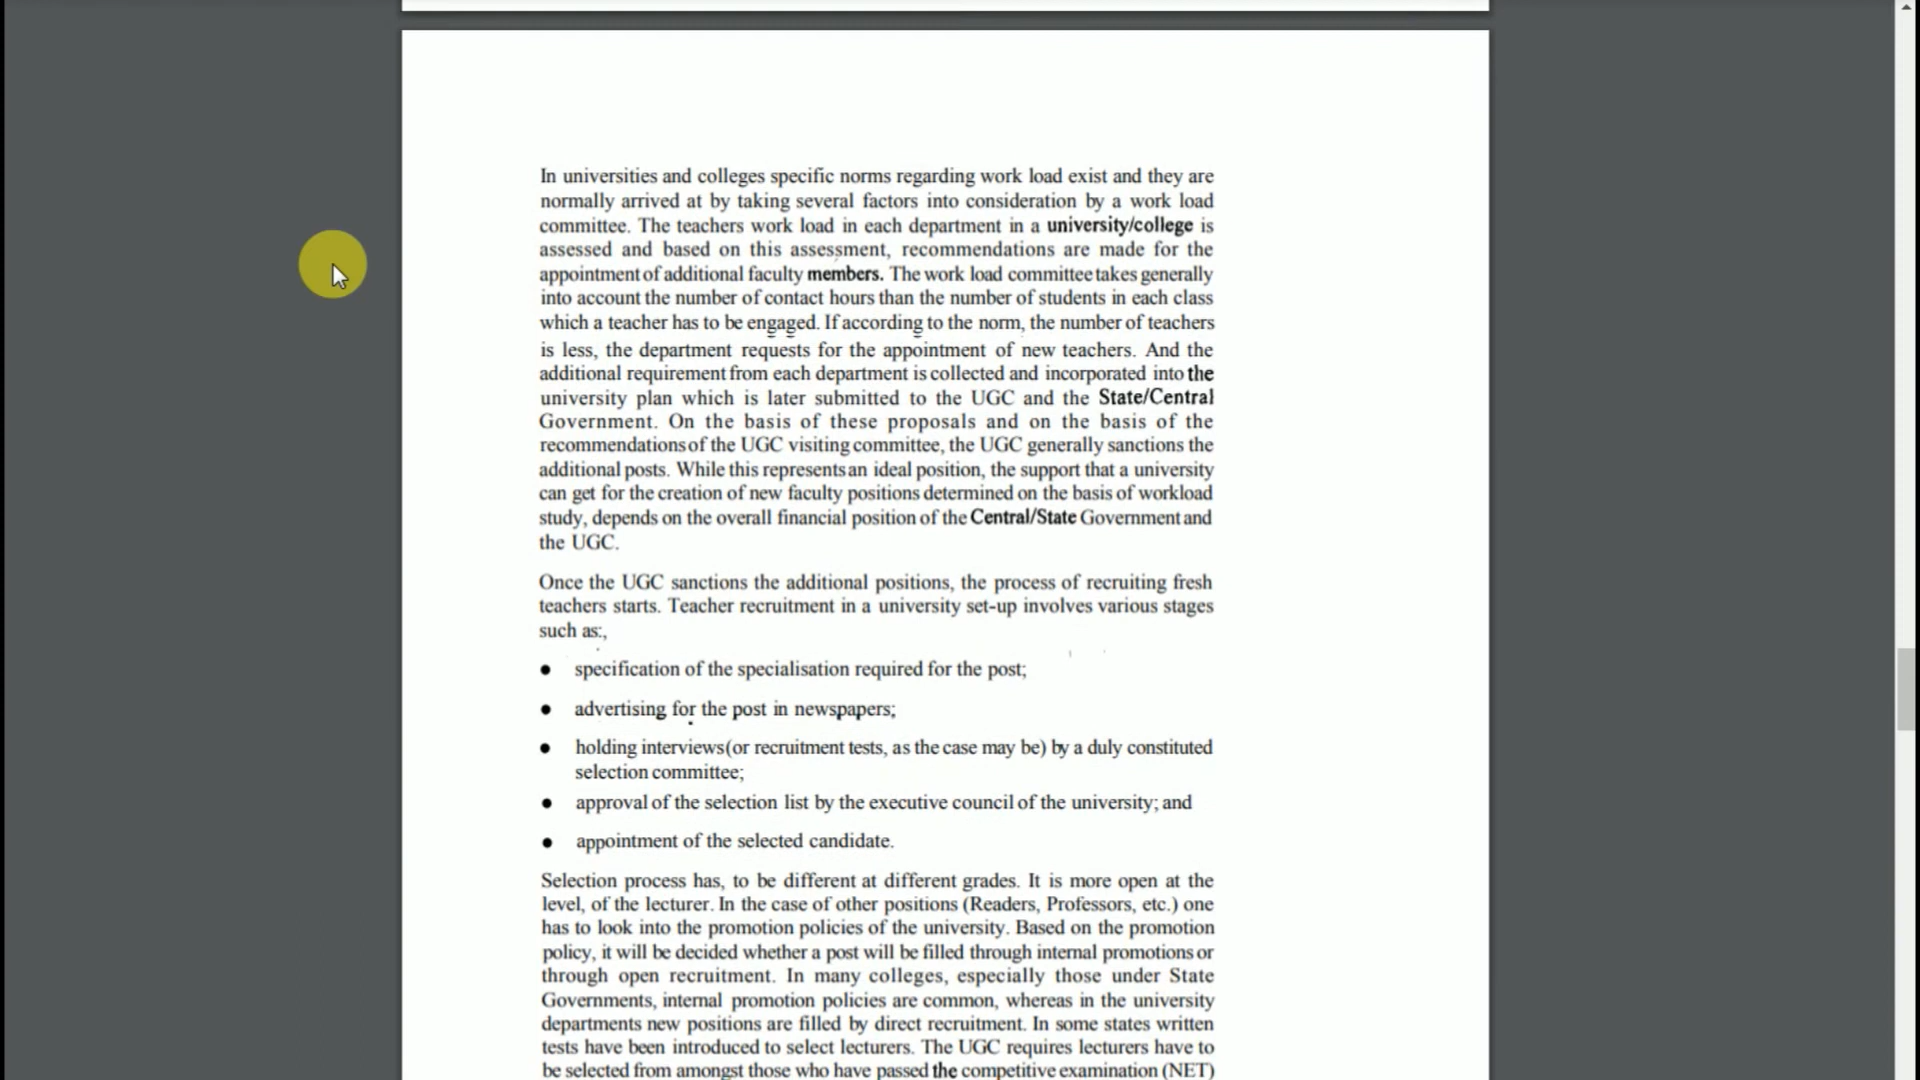 In universities and colleges specific norms regarding work load exist and they are
normally arrived at by taking several factors into consideration by a work load
committee. The teachers work load in each department in a university/college is
assessed and based on this assessment, recommendations are made for the
appointment of additional faculty members. The work load committee takes generally
into account the number of contact hours than the number of students in each class
which a teacher has to be engaged. If according to the norm, the number of teachers
is less, the department requests for the appointment of new teachers. And the
additional requirement from each department is collected and incorporated into the
university plan which is later submitted to the UGC and the State/Central
Government. On the basis of these proposals and on the basis of the
recommendations of the UGC visiting committee, the UGC generally sanctions the
additional posts. While this represents an ideal position, the support that a university
can get for the creation of new faculty positions determined on the basis of workload
study, depends on the overall financial position of the Central/State Government and
the UGC.
Once the UGC sanctions the additional positions, the process of recruiting fresh
teachers starts. Teacher recruitment in a university set-up involves various stages
such as:,
● specification of the specialisation required for the post;
● advertising for the post in newspapers;
● holding interviews (or recruitment tests, as the case may be) by a duly constituted
selection committee;
● approval of the selection list by the executive council of the university; and
● appointment of the selected candidate.
Selection process has, to be different at different grades. It is more open at the
level, of the lecturer. In the case of other positions (Readers, Professors, etc.) one
has to look into the promotion policies of the university. Based on the promotion
policy, it will be decided whether a post will be filled through internal promotions or
through open recruitment. In many colleges, especially those under State
Governments, internal promotion policies are common, whereas in the university
departments new positions are filled by direct recruitment. In some states written
tests have been introduced to select lecturers. The UGC requires lecturers have to
be selected from amongst those who have passed the competitive examination (NET)